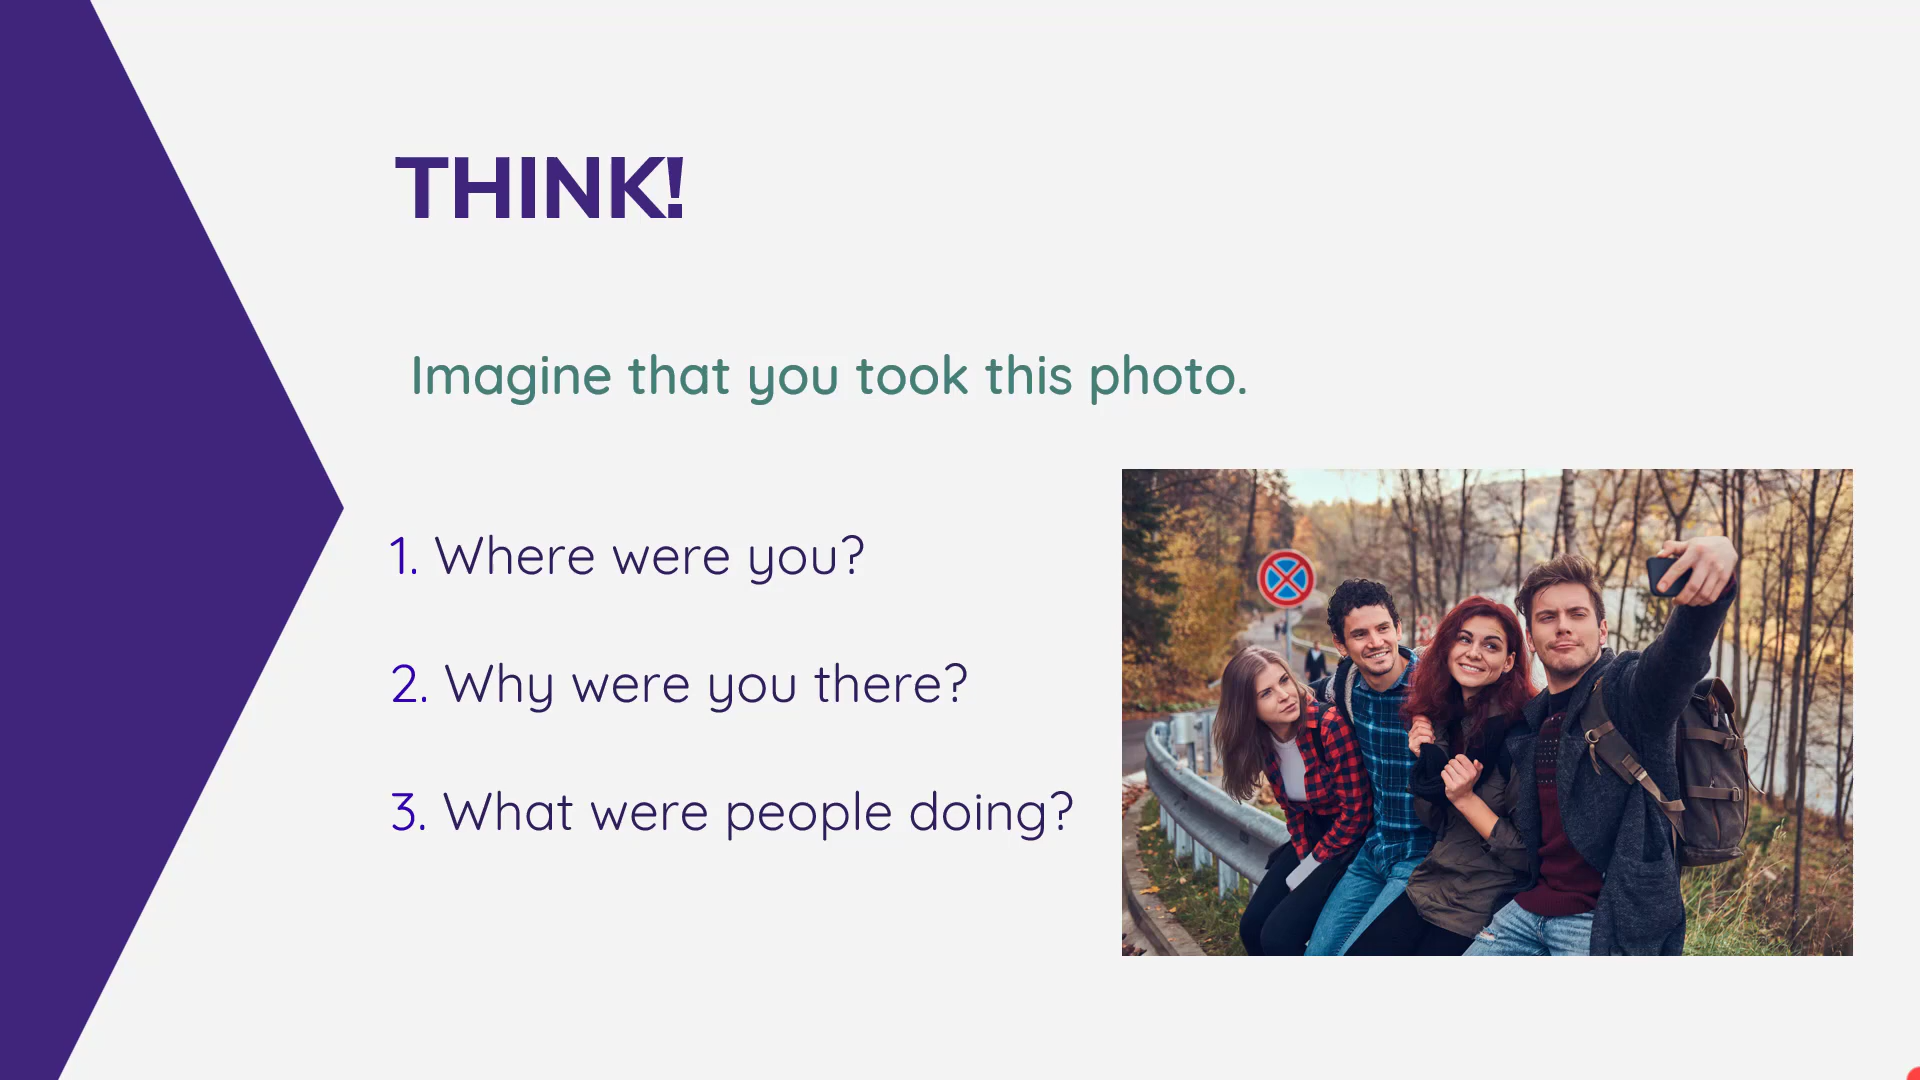 THINK!
Imagine that you took this photo.
1. Where were you?
2. Why were you there?
3. What were people doing?